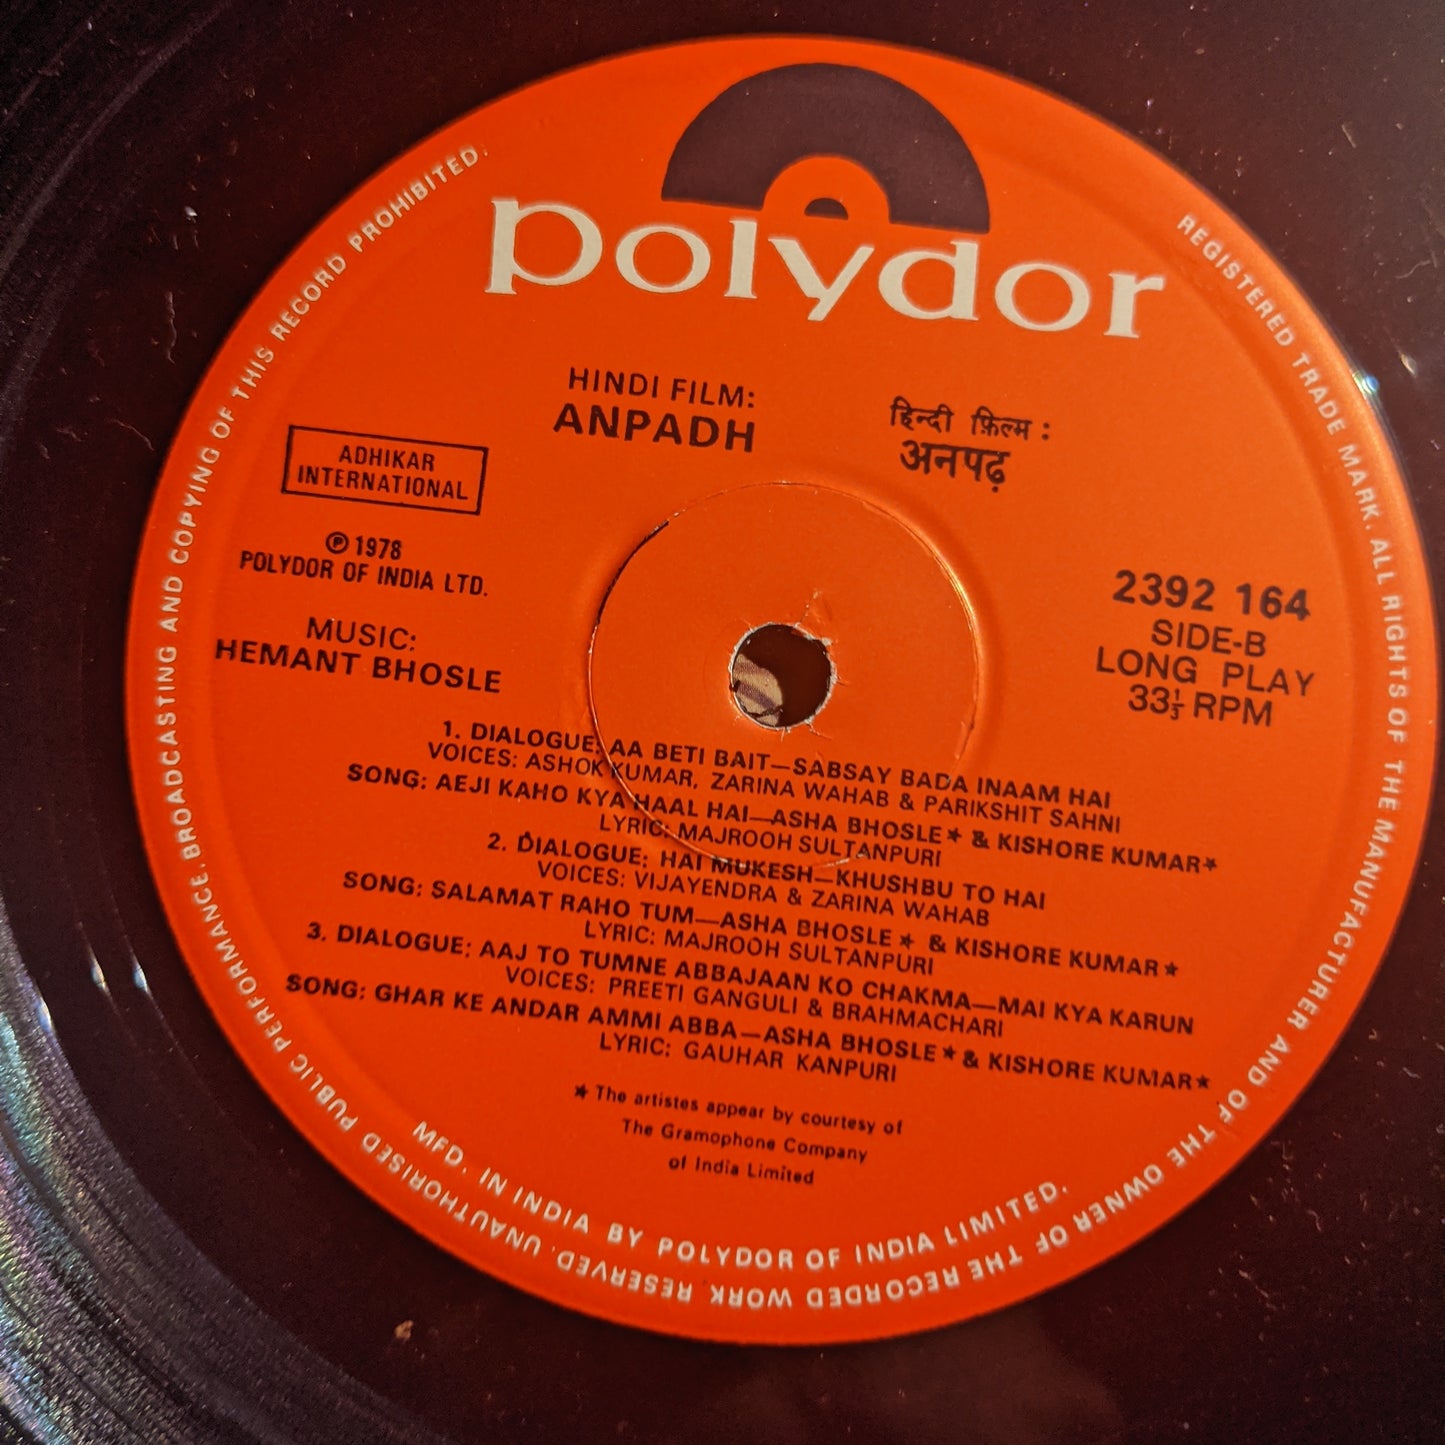 polydor
HINDI FILM:
ANPADH
हिन्दी फ़िल्म :
अनपढ़
ADHIKAR
INTERNATIONAL
℗ 1978
POLYDOR OF INDIA LTD.
MUSIC:
HEMANT BHOSLE
2392 164
SIDE-B
LONG PLAY
33⅓ RPM
1. DIALOGUE: AA BETI BAIT—SABSAY BADA INAAM HAI
VOICES: ASHOK KUMAR, ZARINA WAHAB & PARIKSHIT SAHNI
SONG: AEJI KAHO KYA HAAL HAI—ASHA BHOSLE★ & KISHORE KUMAR★
LYRIC: MAJROOH SULTANPURI
2. DIALOGUE: HAI MUKESH—KHUSHBU TO HAI
VOICES: VIJAYENDRA & ZARINA WAHAB
SONG: SALAMAT RAHO TUM—ASHA BHOSLE★ & KISHORE KUMAR★
LYRIC: MAJROOH SULTANPURI
3. DIALOGUE: AAJ TO TUMNE ABBAJAAN KO CHAKMA—MAI KYA KARUN
VOICES: PREETI GANGULI & BRAHMACHARI
SONG: GHAR KE ANDAR AMMI ABBA—ASHA BHOSLE★ & KISHORE KUMAR★
LYRIC: GAUHAR KANPURI
★ The artistes appear by courtesy of
The Gramophone Company
of India Limited
MFD. IN INDIA BY POLYDOR OF INDIA LIMITED.
REGISTERED TRADE MARK. ALL RIGHTS OF THE MANUFACTURER AND OF THE OWNER OF THE RECORDED WORK RESERVED. UNAUTHORISED PUBLIC PERFORMANCE, BROADCASTING AND COPYING OF THIS RECORD PROHIBITED.